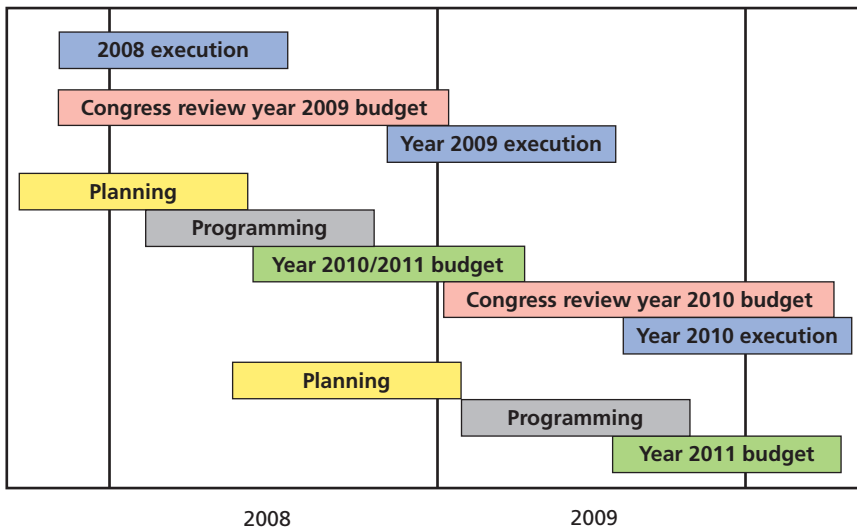 2008 execution
Congress review year 2009 budget
Year 2009 execution
Planning
Programming
Year 2010/2011 budget
Congress review year 2010 budget
Year 2010 execution
Planning
Programming
Year 2011 budget
2008
2009